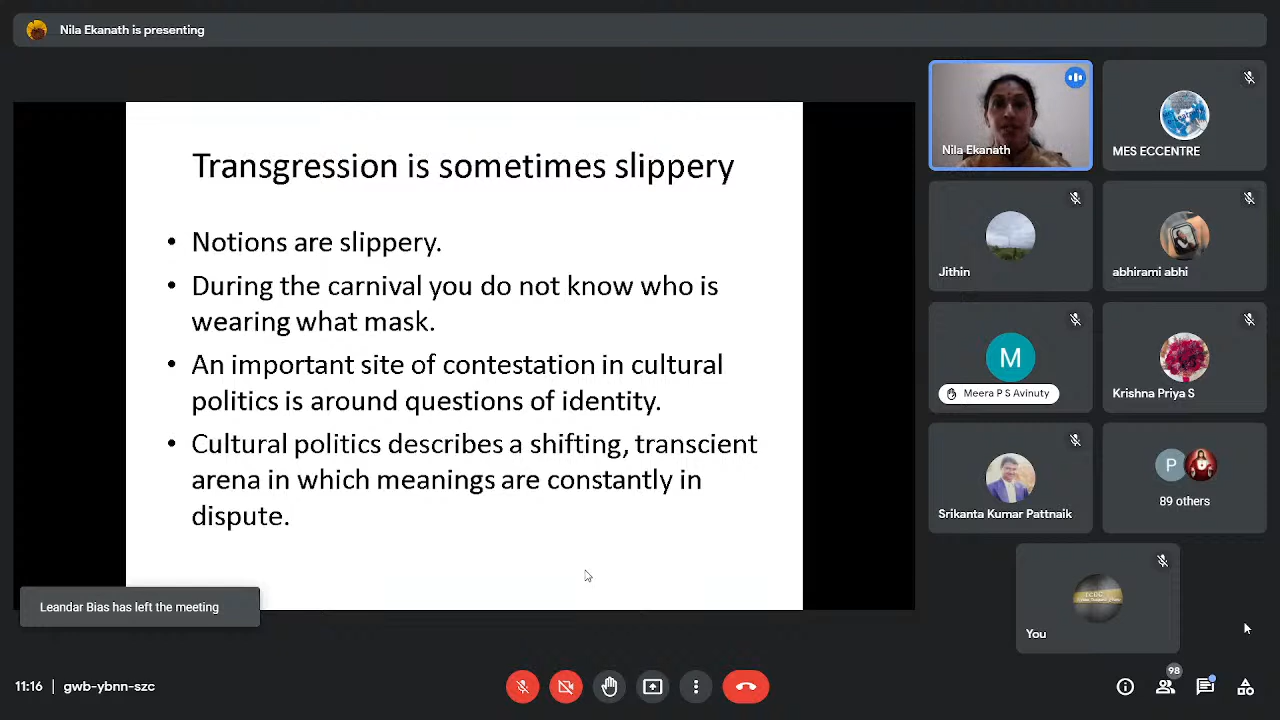 Nila Ekanath is presenting
Transgression is sometimes slippery
• Notions are slippery.
• During the carnival you do not know who is
wearing what mask.
• An important site of contestation in cultural
politics is around questions of identity.
• Cultural politics describes a shifting, transcient
arena in which meanings are constantly in
dispute.
Leandar Bias has left the meeting
Nila Ekanath
MES ECCENTRE
Jithin
abhirami abhi
M
Meera P S Avinuty
Krishna Priya S
Srikanta Kumar Pattnaik
P
89 others
You
11:16 | gwb-ybnn-szc
98